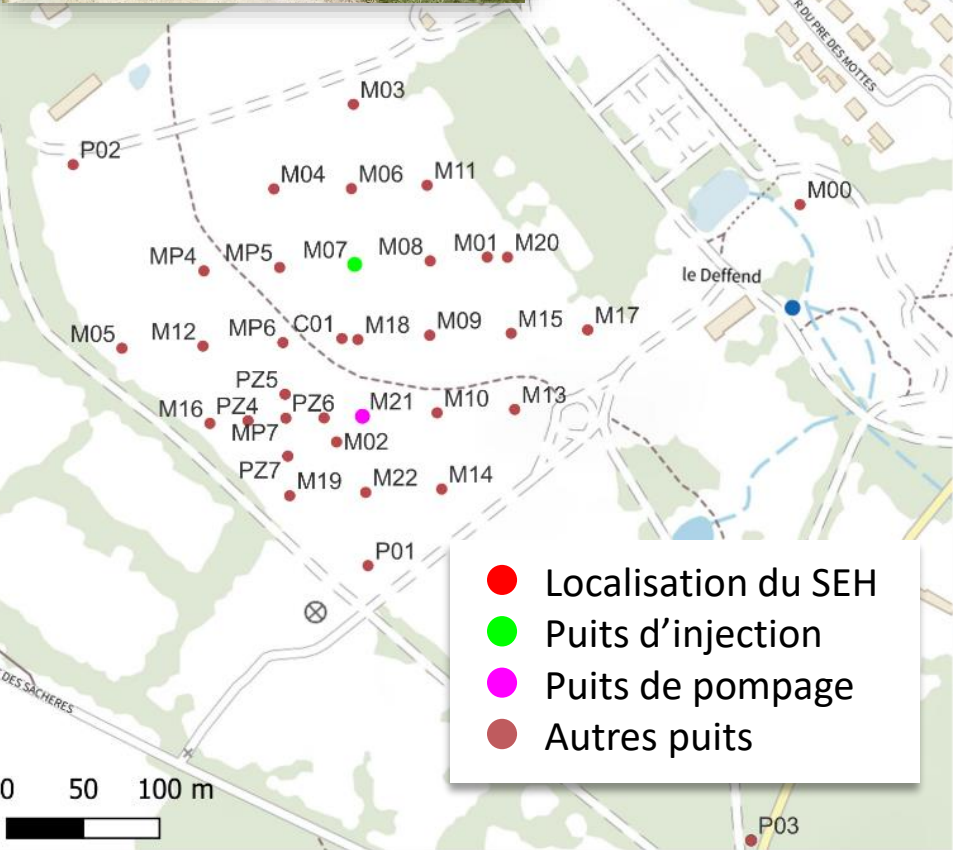 R DU PRE DES MOTTES
M03
P02
M04 M06 M11
M00
MP4 MP5 M07 M08 M01 M20
le Deffend
M05 M12 MP6 C01 M18 M09 M15 M17
PZ5
M16 PZ4 PZ6 M21 M10 M13
MP7
M02
PZ7
M19 M22 M14
P01
Localisation du SEH
Puits d’injection
Puits de pompage
Autres puits
DES SACHERES
0 50 100 m
P03